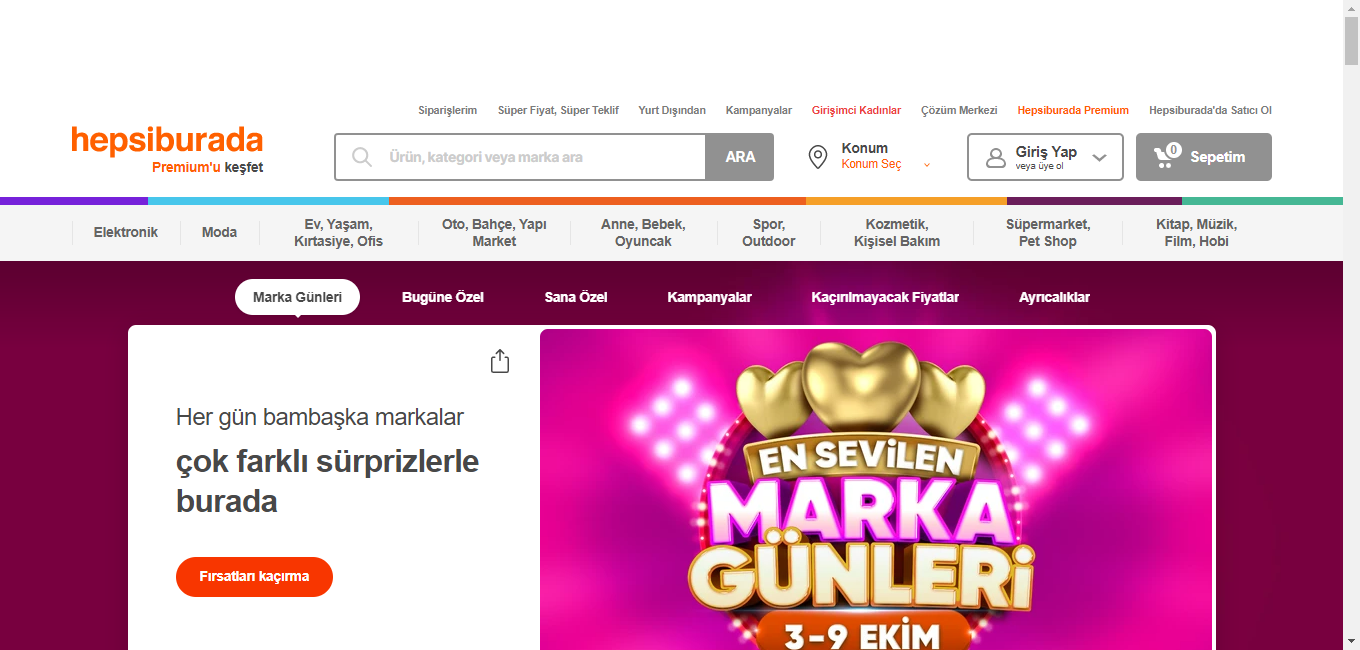 Siparişlerim Süper Fiyat, Süper Teklif Yurt Dışından Kampanyalar Girişimci Kadınlar Çözüm Merkezi Hepsiburada Premium Hepsiburada'da Satıcı Ol
hepsiburada
Premium'u keşfet
Ürün, kategori veya marka ara
ARA
Konum
Konum Seç
Giriş Yap
veya üye ol
0
Sepetim
Elektronik
Moda
Ev, Yaşam,
Kırtasiye, Ofis
Oto, Bahçe, Yapı
Market
Anne, Bebek,
Oyuncak
Spor,
Outdoor
Kozmetik,
Kişisel Bakım
Süpermarket,
Pet Shop
Kitap, Müzik,
Film, Hobi
Marka Günleri Bugüne Özel Sana Özel Kampanyalar Kaçırılmayacak Fiyatlar Ayrıcalıklar
Her gün bambaşka markalar
çok farklı sürprizlerle
burada
Fırsatları kaçırma
EN SEVİLEN
MARKA
GÜNLERİ
3-9 EKİM